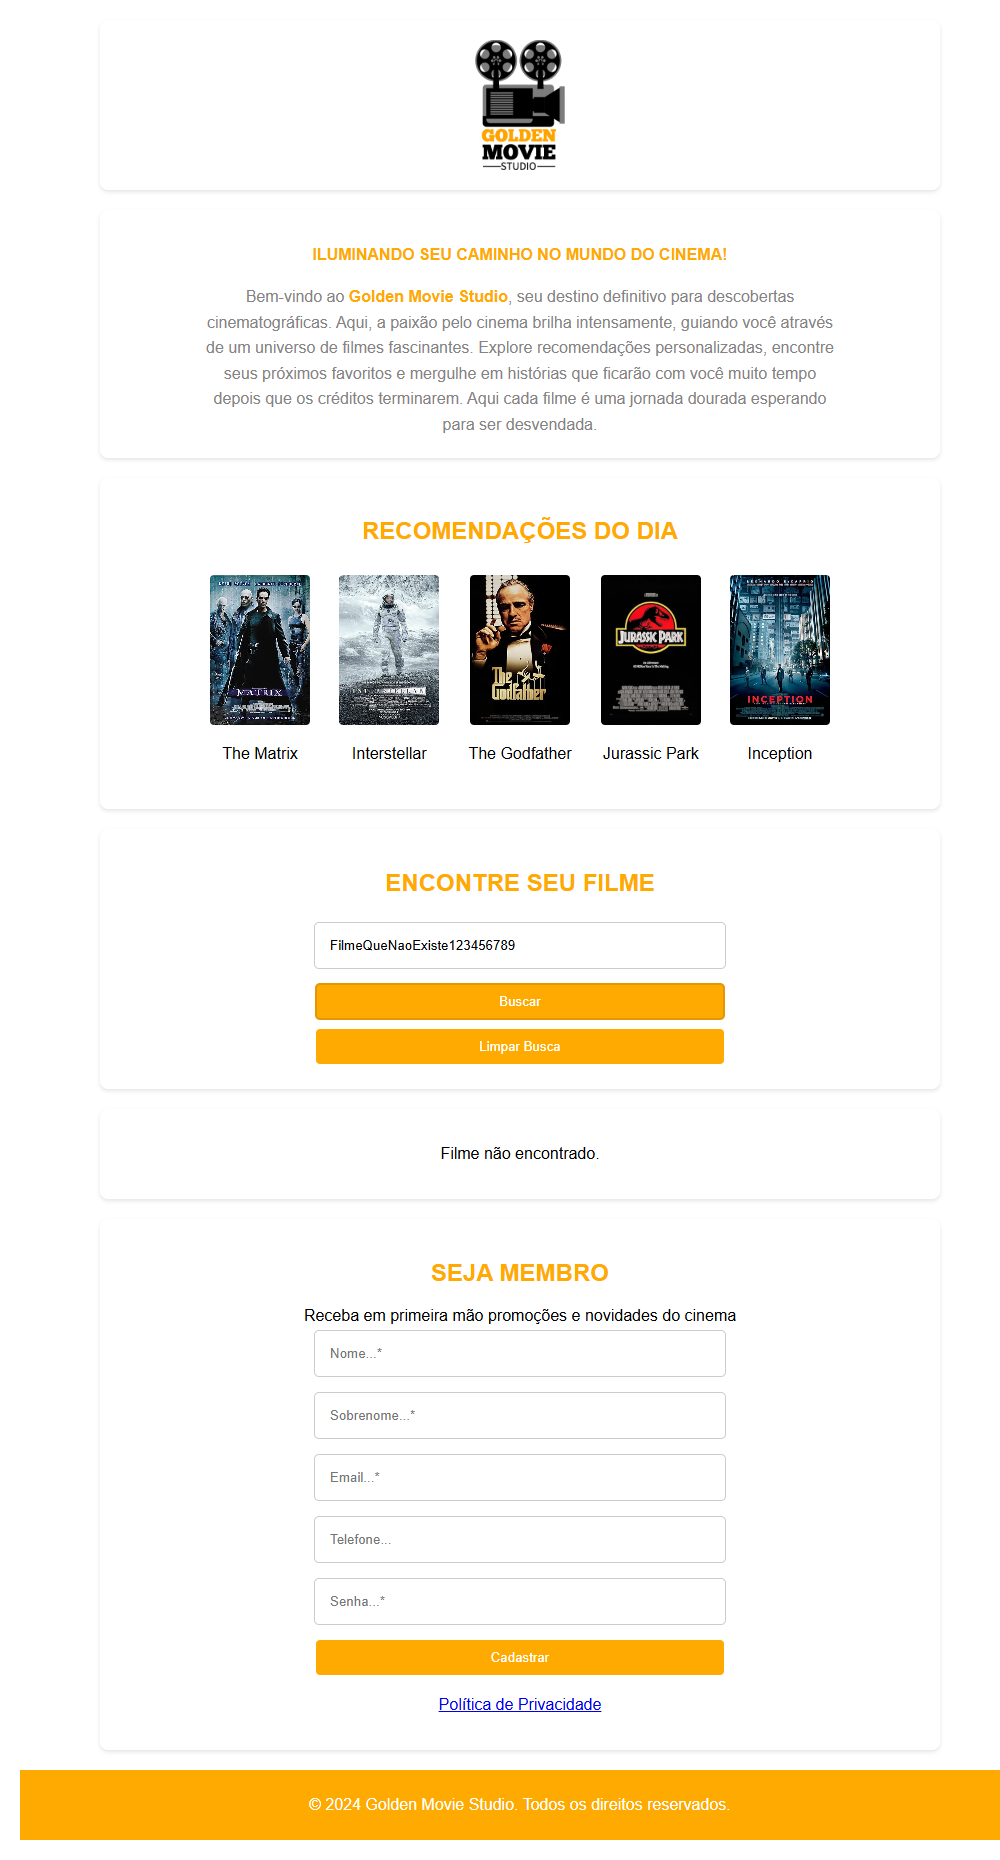 GOLDEN
MOVIE
STUDIO
ILUMINANDO SEU CAMINHO NO MUNDO DO CINEMA!
Bem-vindo ao Golden Movie Studio, seu destino definitivo para descobertas
cinematográficas. Aqui, a paixão pelo cinema brilha intensamente, guiando você através
de um universo de filmes fascinantes. Explore recomendações personalizadas, encontre
seus próximos favoritos e mergulhe em histórias que ficarão com você muito tempo
depois que os créditos terminarem. Aqui cada filme é uma jornada dourada esperando
para ser desvendada.
RECOMENDAÇÕES DO DIA
MATRIX
INTERSTELLAR
The
Godfather
JURASSIC PARK
INCEPTION
The Matrix
Interstellar
The Godfather
Jurassic Park
Inception
ENCONTRE SEU FILME
FilmeQueNaoExiste123456789
Buscar
Limpar Busca
Filme não encontrado.
SEJA MEMBRO
Receba em primeira mão promoções e novidades do cinema
Nome...*
Sobrenome...*
Email...*
Telefone...
Senha...*
Cadastrar
Política de Privacidade
© 2024 Golden Movie Studio. Todos os direitos reservados.